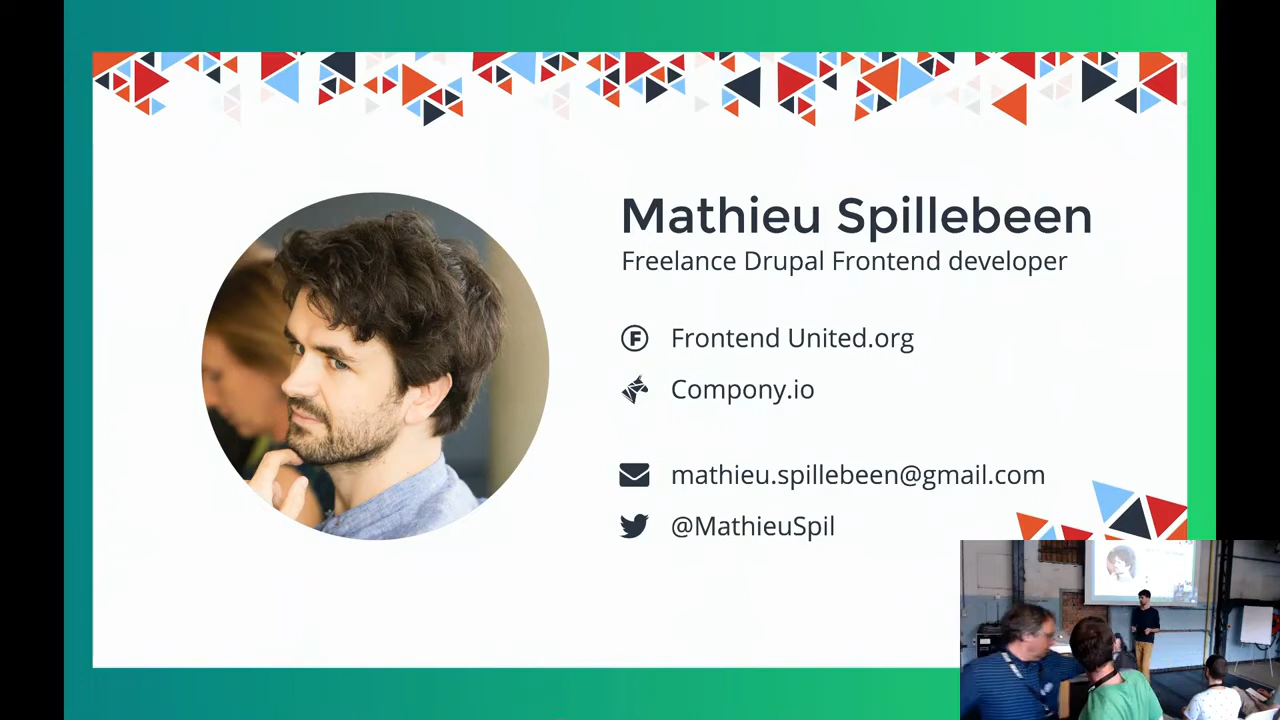 Mathieu Spillebeen
Freelance Drupal Frontend developer
F Frontend United.org
Compony.io
mathieu.spillebeen@gmail.com
@MathieuSpil